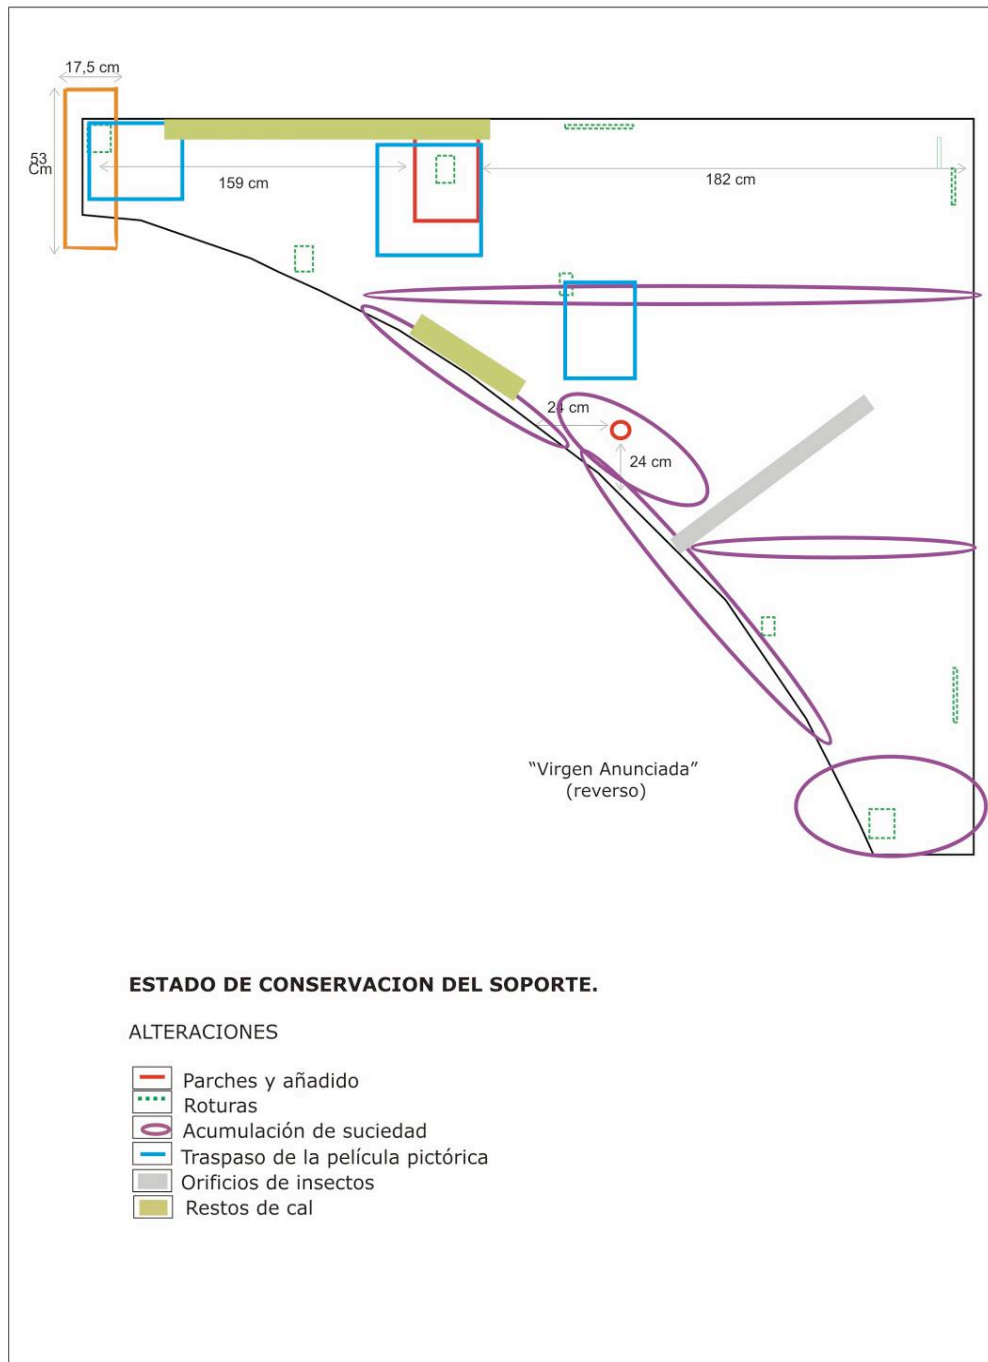 17,5 cm
53
Cm
159 cm
182 cm
24 cm
24 cm
“Virgen Anunciada”
(reverso)
ESTADO DE CONSERVACION DEL SOPORTE.
ALTERACIONES
Parches y añadido
Roturas
Acumulación de suciedad
Traspaso de la película pictórica
Orificios de insectos
Restos de cal